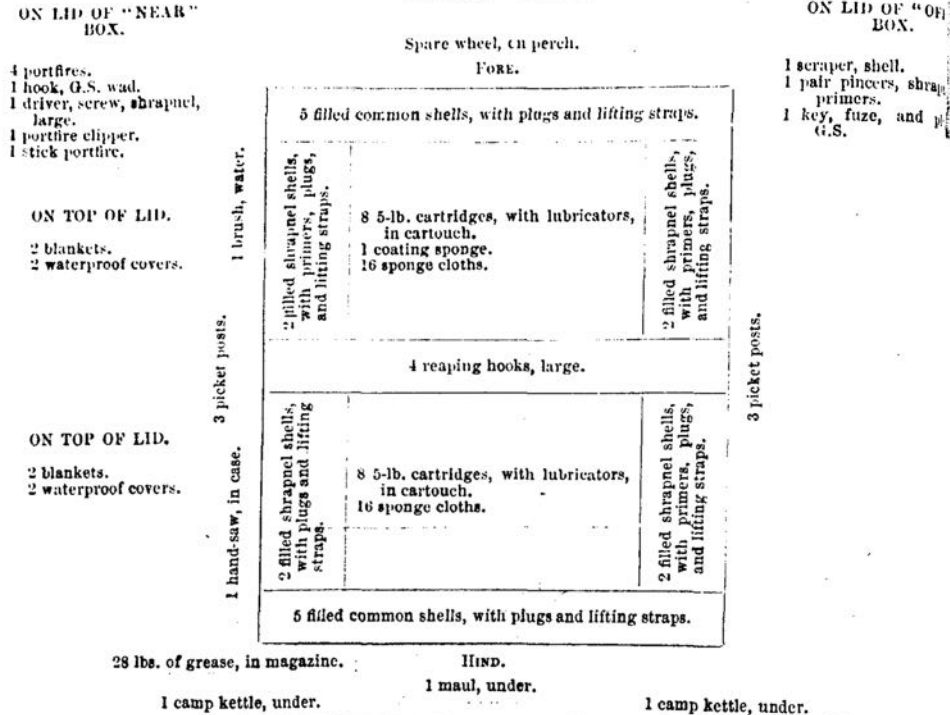 ON LID OF "NEAR"
BOX.
4 portfires.
1 hook, G.S. wad.
1 driver, screw, shrapnel,
large.
1 portfire clipper.
1 stick portfire.
Spare wheel, on perch.
FORE.
ON LID OF "OFF
BOX.
1 scraper, shell.
1 pair pincers, shrap
primers.
1 key, fuze, and
G.S.
5 filled common shells, with plugs and lifting straps.
1 brush, water.
2 filled shrapnel shells,
with primers, plugs,
and lifting straps.
8 5-lb. cartridges, with lubricators,
in cartouch.
1 coating sponge.
16 sponge cloths.
2 filled shrapnel shells,
with primers, plugs,
and lifting straps.
ON TOP OF LID.
2 blankets.
2 waterproof covers.
3 picket posts.
4 reaping hooks, large.
3 picket posts.
ON TOP OF LID.
2 blankets.
2 waterproof covers.
1 hand-saw, in case.
2 filled shrapnel shells,
with plugs and lifting
straps.
8 5-lb. cartridges, with lubricators,
in cartouch.
16 sponge cloths.
2 filled shrapnel shells,
with primers. plugs,
and lifting straps.
5 filled common shells, with plugs and lifting straps.
28 lbs. of grease, in magazine.
HIND.
1 maul, under.
1 camp kettle, under.
1 camp kettle, under.